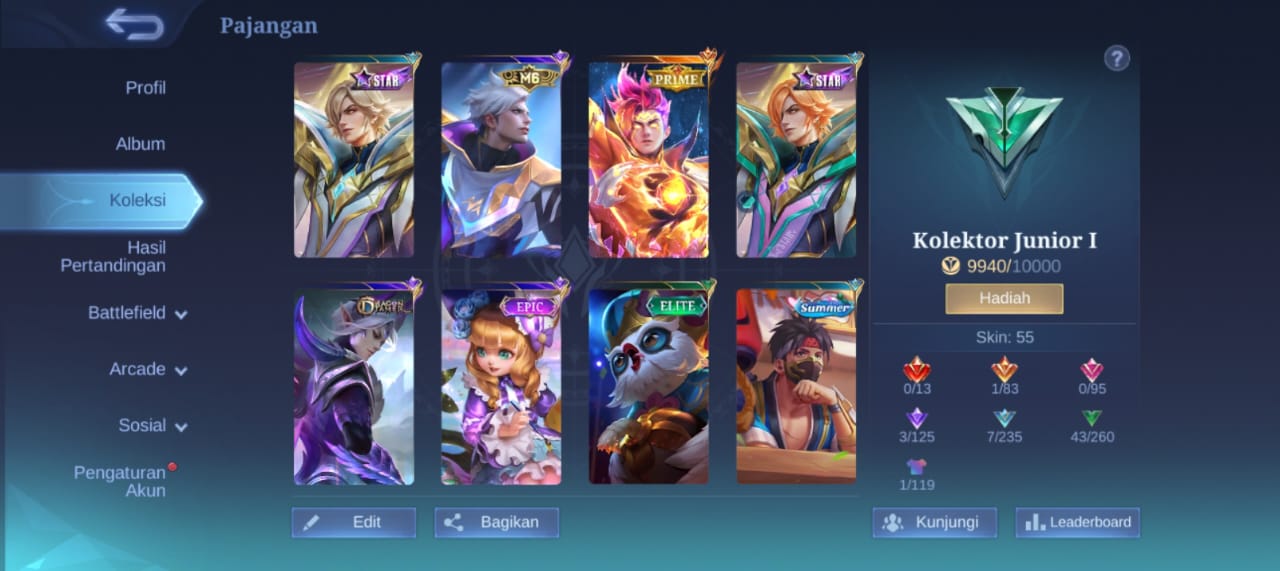 Pajangan
Profil
Album
Koleksi
Hasil
Pertandingan
Battlefield
Arcade
Sosial
Pengaturan
Akun
STAR
M6
PRIME
STAR
EPIC
ELITE
Summer
Edit
Bagikan
?
Kolektor Junior I
9940/10000
Hadiah
Skin: 55
0/13
1/83
0/95
3/125
7/235
43/260
1/119
Kunjungi
Leaderboard